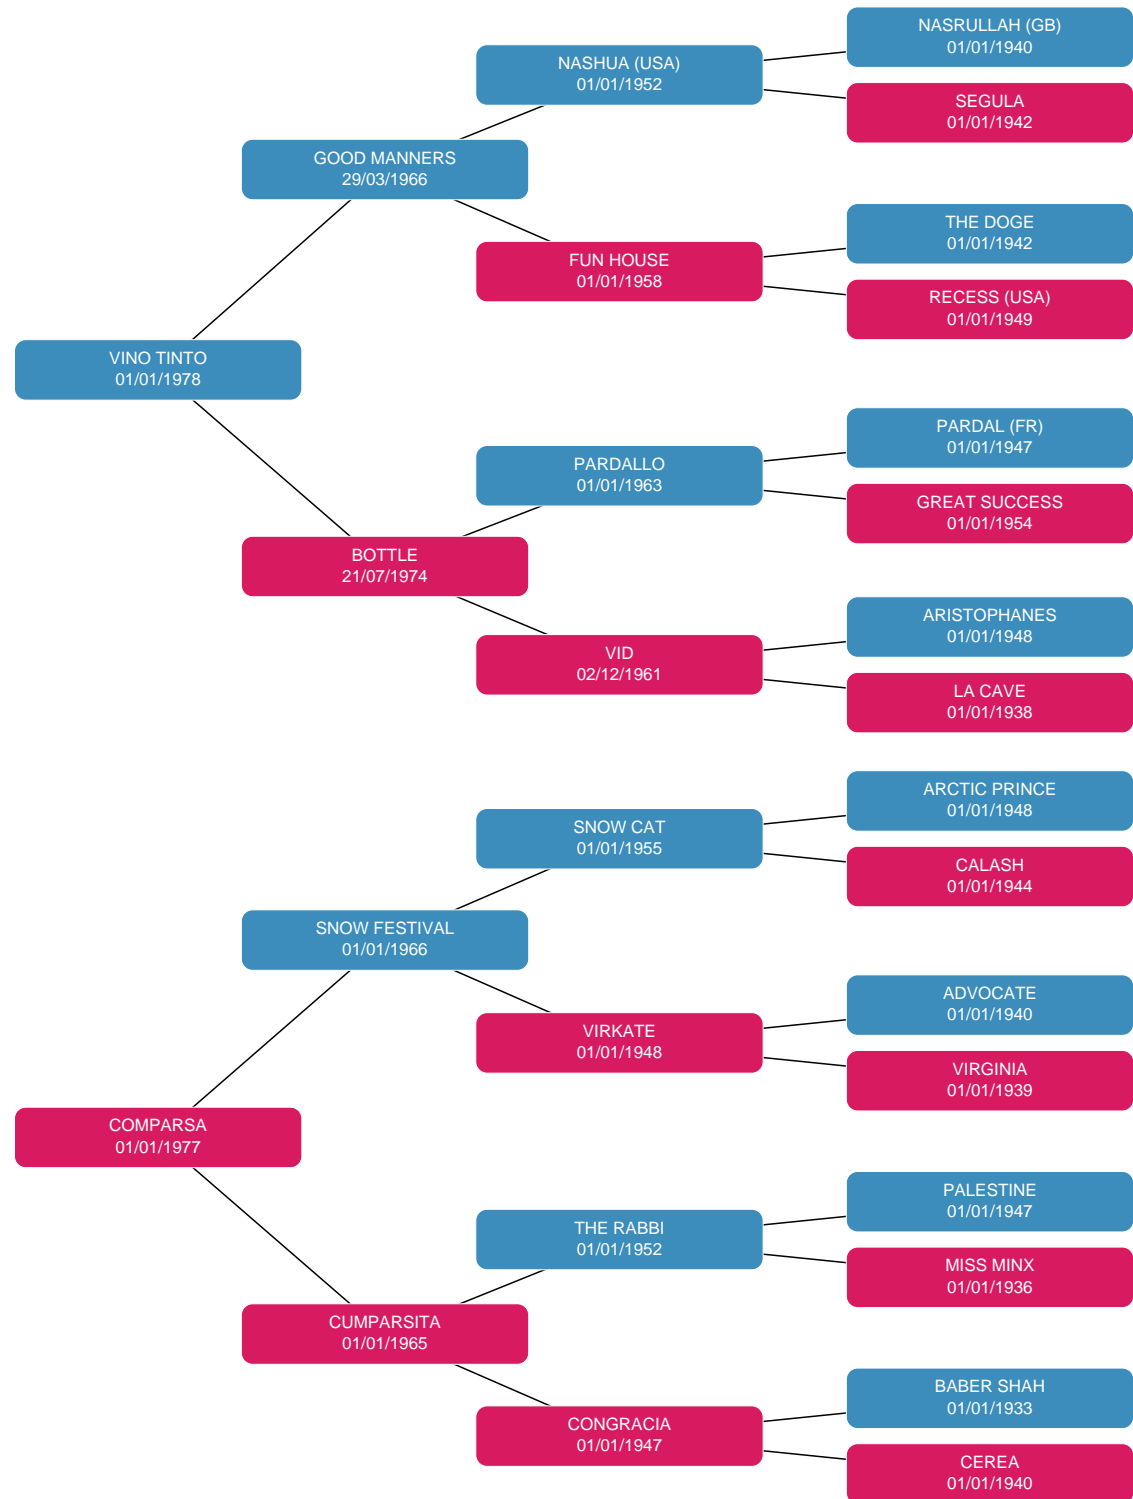 NASRULLAH (GB)
01/01/1940
NASHUA (USA)
01/01/1952
SEGULA
01/01/1942
GOOD MANNERS
29/03/1966
THE DOGE
01/01/1942
FUN HOUSE
01/01/1958
RECESS (USA)
01/01/1949
VINO TINTO
01/01/1978
PARDAL (FR)
01/01/1947
PARDALLO
01/01/1963
GREAT SUCCESS
01/01/1954
BOTTLE
21/07/1974
ARISTOPHANES
01/01/1948
VID
02/12/1961
LA CAVE
01/01/1938
ARCTIC PRINCE
01/01/1948
SNOW CAT
01/01/1955
CALASH
01/01/1944
SNOW FESTIVAL
01/01/1966
ADVOCATE
01/01/1940
VIRKATE
01/01/1948
VIRGINIA
01/01/1939
COMPARSA
01/01/1977
PALESTINE
01/01/1947
THE RABBI
01/01/1952
MISS MINX
01/01/1936
CUMPARSITA
01/01/1965
BABER SHAH
01/01/1933
CONGRACIA
01/01/1947
CEREA
01/01/1940